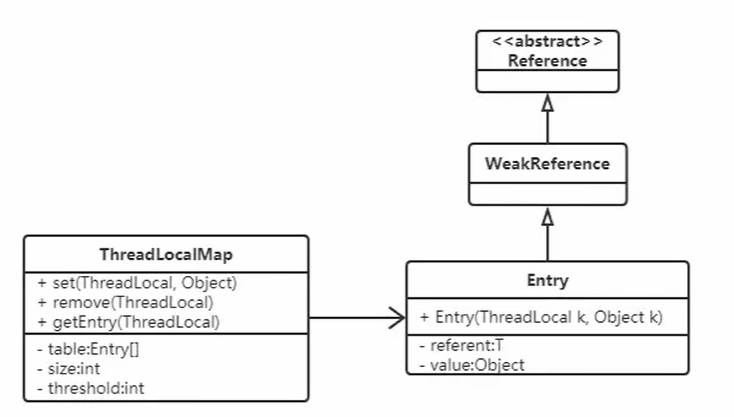 <<abstract>>
Reference
WeakReference
ThreadLocalMap
+ set(ThreadLocal, Object)
+ remove(ThreadLocal)
+ getEntry(ThreadLocal)
- table:Entry[]
- size:int
- threshold:int
Entry
+ Entry(ThreadLocal k, Object k)
- referent:T
- value:Object